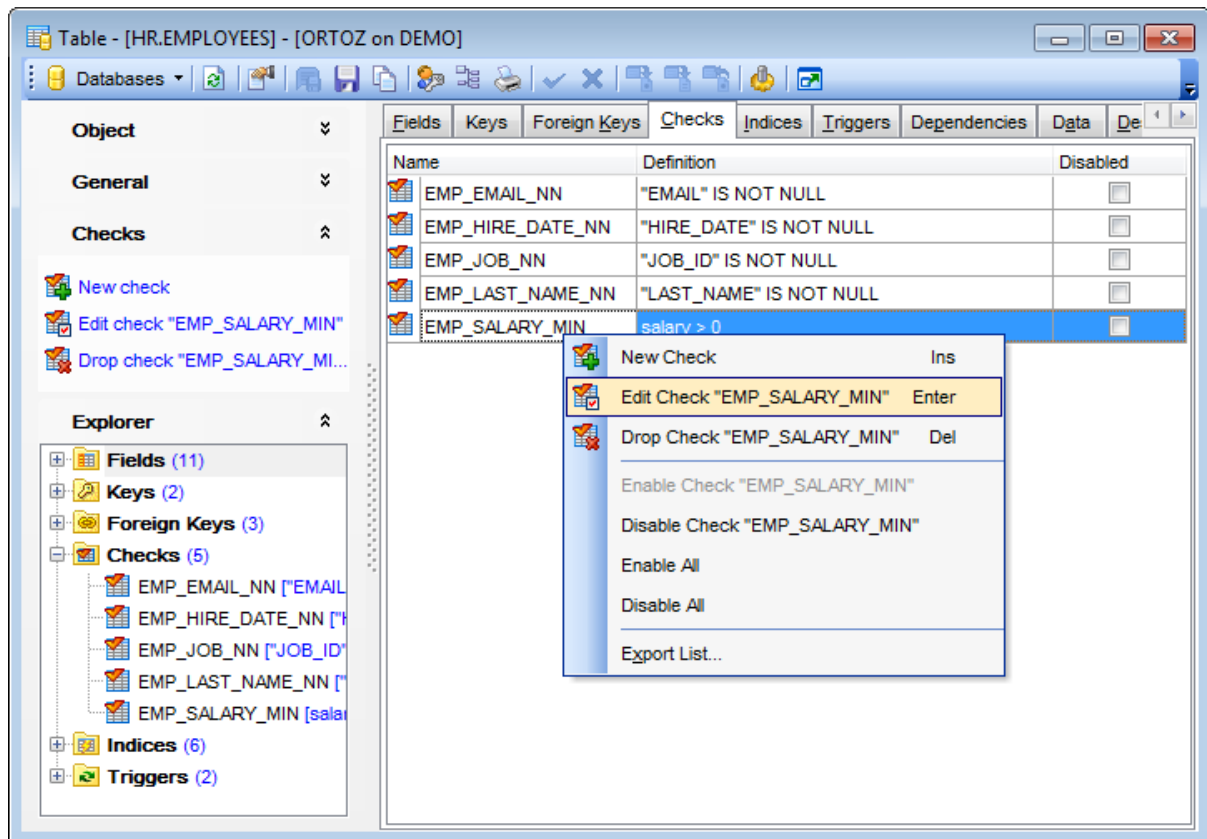 Table - [HR.EMPLOYEES] - [ORTOZ on DEMO]
Databases
Object
General
Checks
New check
Edit check "EMP_SALARY_MIN"
Drop check "EMP_SALARY_MI...
Explorer
Fields (11)
Keys (2)
Foreign Keys (3)
Checks (5)
EMP_EMAIL_NN ["EMAIL
EMP_HIRE_DATE_NN ["H
EMP_JOB_NN ["JOB_ID"
EMP_LAST_NAME_NN ["
EMP_SALARY_MIN [salar
Indices (6)
Triggers (2)
Fields Keys Foreign Keys Checks Indices Triggers Dependencies Data De
Name Definition Disabled
EMP_EMAIL_NN "EMAIL" IS NOT NULL
EMP_HIRE_DATE_NN "HIRE_DATE" IS NOT NULL
EMP_JOB_NN "JOB_ID" IS NOT NULL
EMP_LAST_NAME_NN "LAST_NAME" IS NOT NULL
EMP_SALARY_MIN salary > 0
New Check Ins
Edit Check "EMP_SALARY_MIN" Enter
Drop Check "EMP_SALARY_MIN" Del
Enable Check "EMP_SALARY_MIN"
Disable Check "EMP_SALARY_MIN"
Enable All
Disable All
Export List...